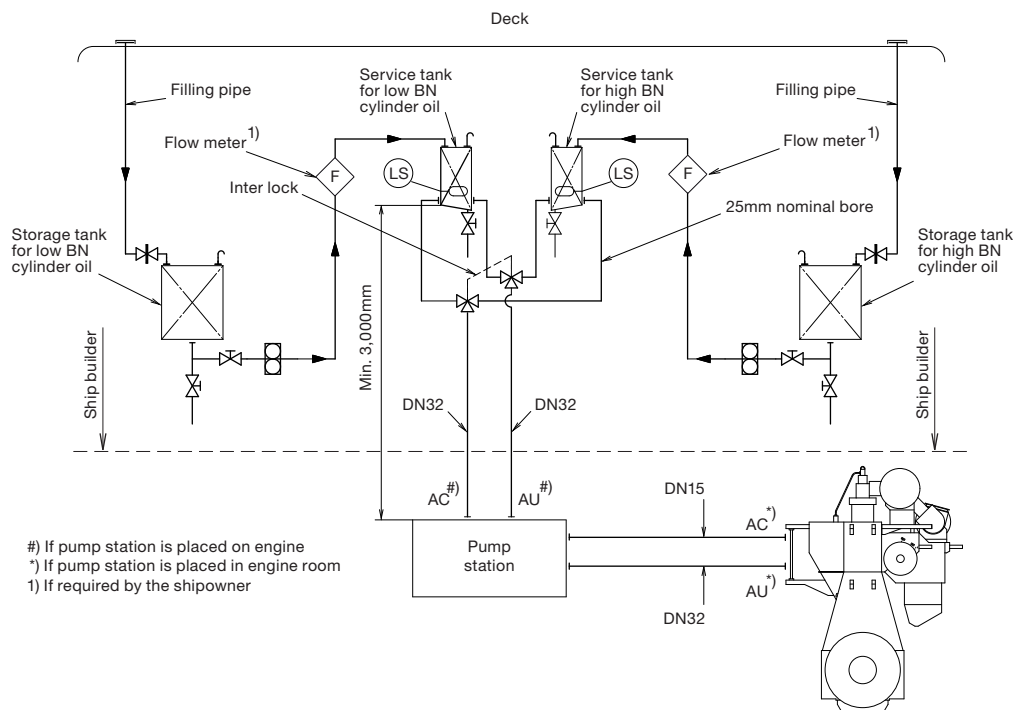 Deck
Filling pipe
Flow meter 1)
Inter lock
Service tank
for low BN
cylinder oil
Service tank
for high BN
cylinder oil
Filling pipe
Flow meter 1)
25mm nominal bore
F
LS
LS
F
Storage tank
for low BN
cylinder oil
Storage tank
for high BN
cylinder oil
Min. 3,000mm
Ship builder
Ship builder
DN32
DN32
AC #)
AU #)
Pump
station
DN15
AC *)
AU *)
DN32
#) If pump station is placed on engine
*) If pump station is placed in engine room
1) If required by the shipowner